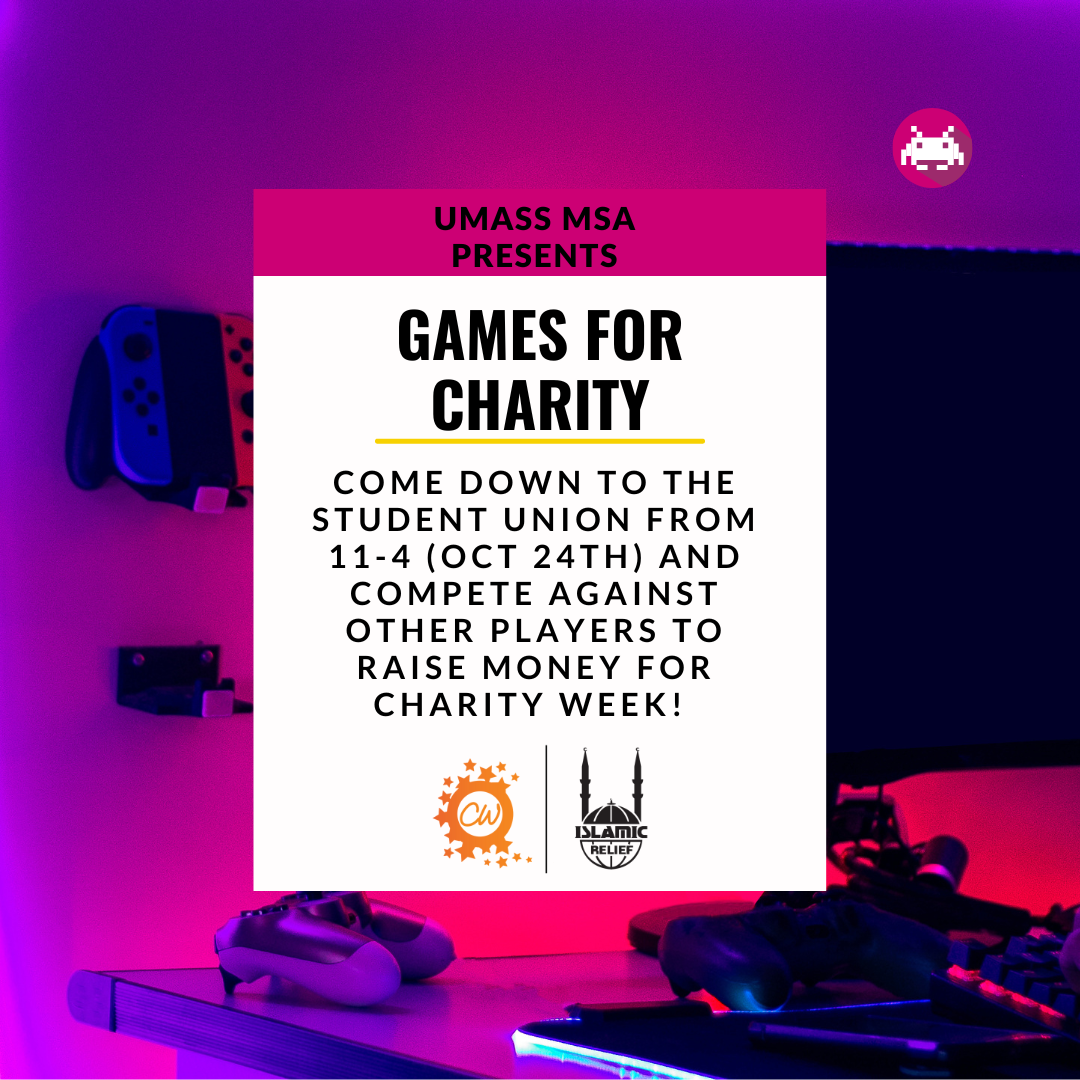 UMASS MSA
PRESENTS
GAMES FOR
CHARITY
COME DOWN TO THE
STUDENT UNION FROM
11-4 (OCT 24TH) AND
COMPETE AGAINST
OTHER PLAYERS TO
RAISE MONEY FOR
CHARITY WEEK!
CW
ISLAMIC
RELIEF